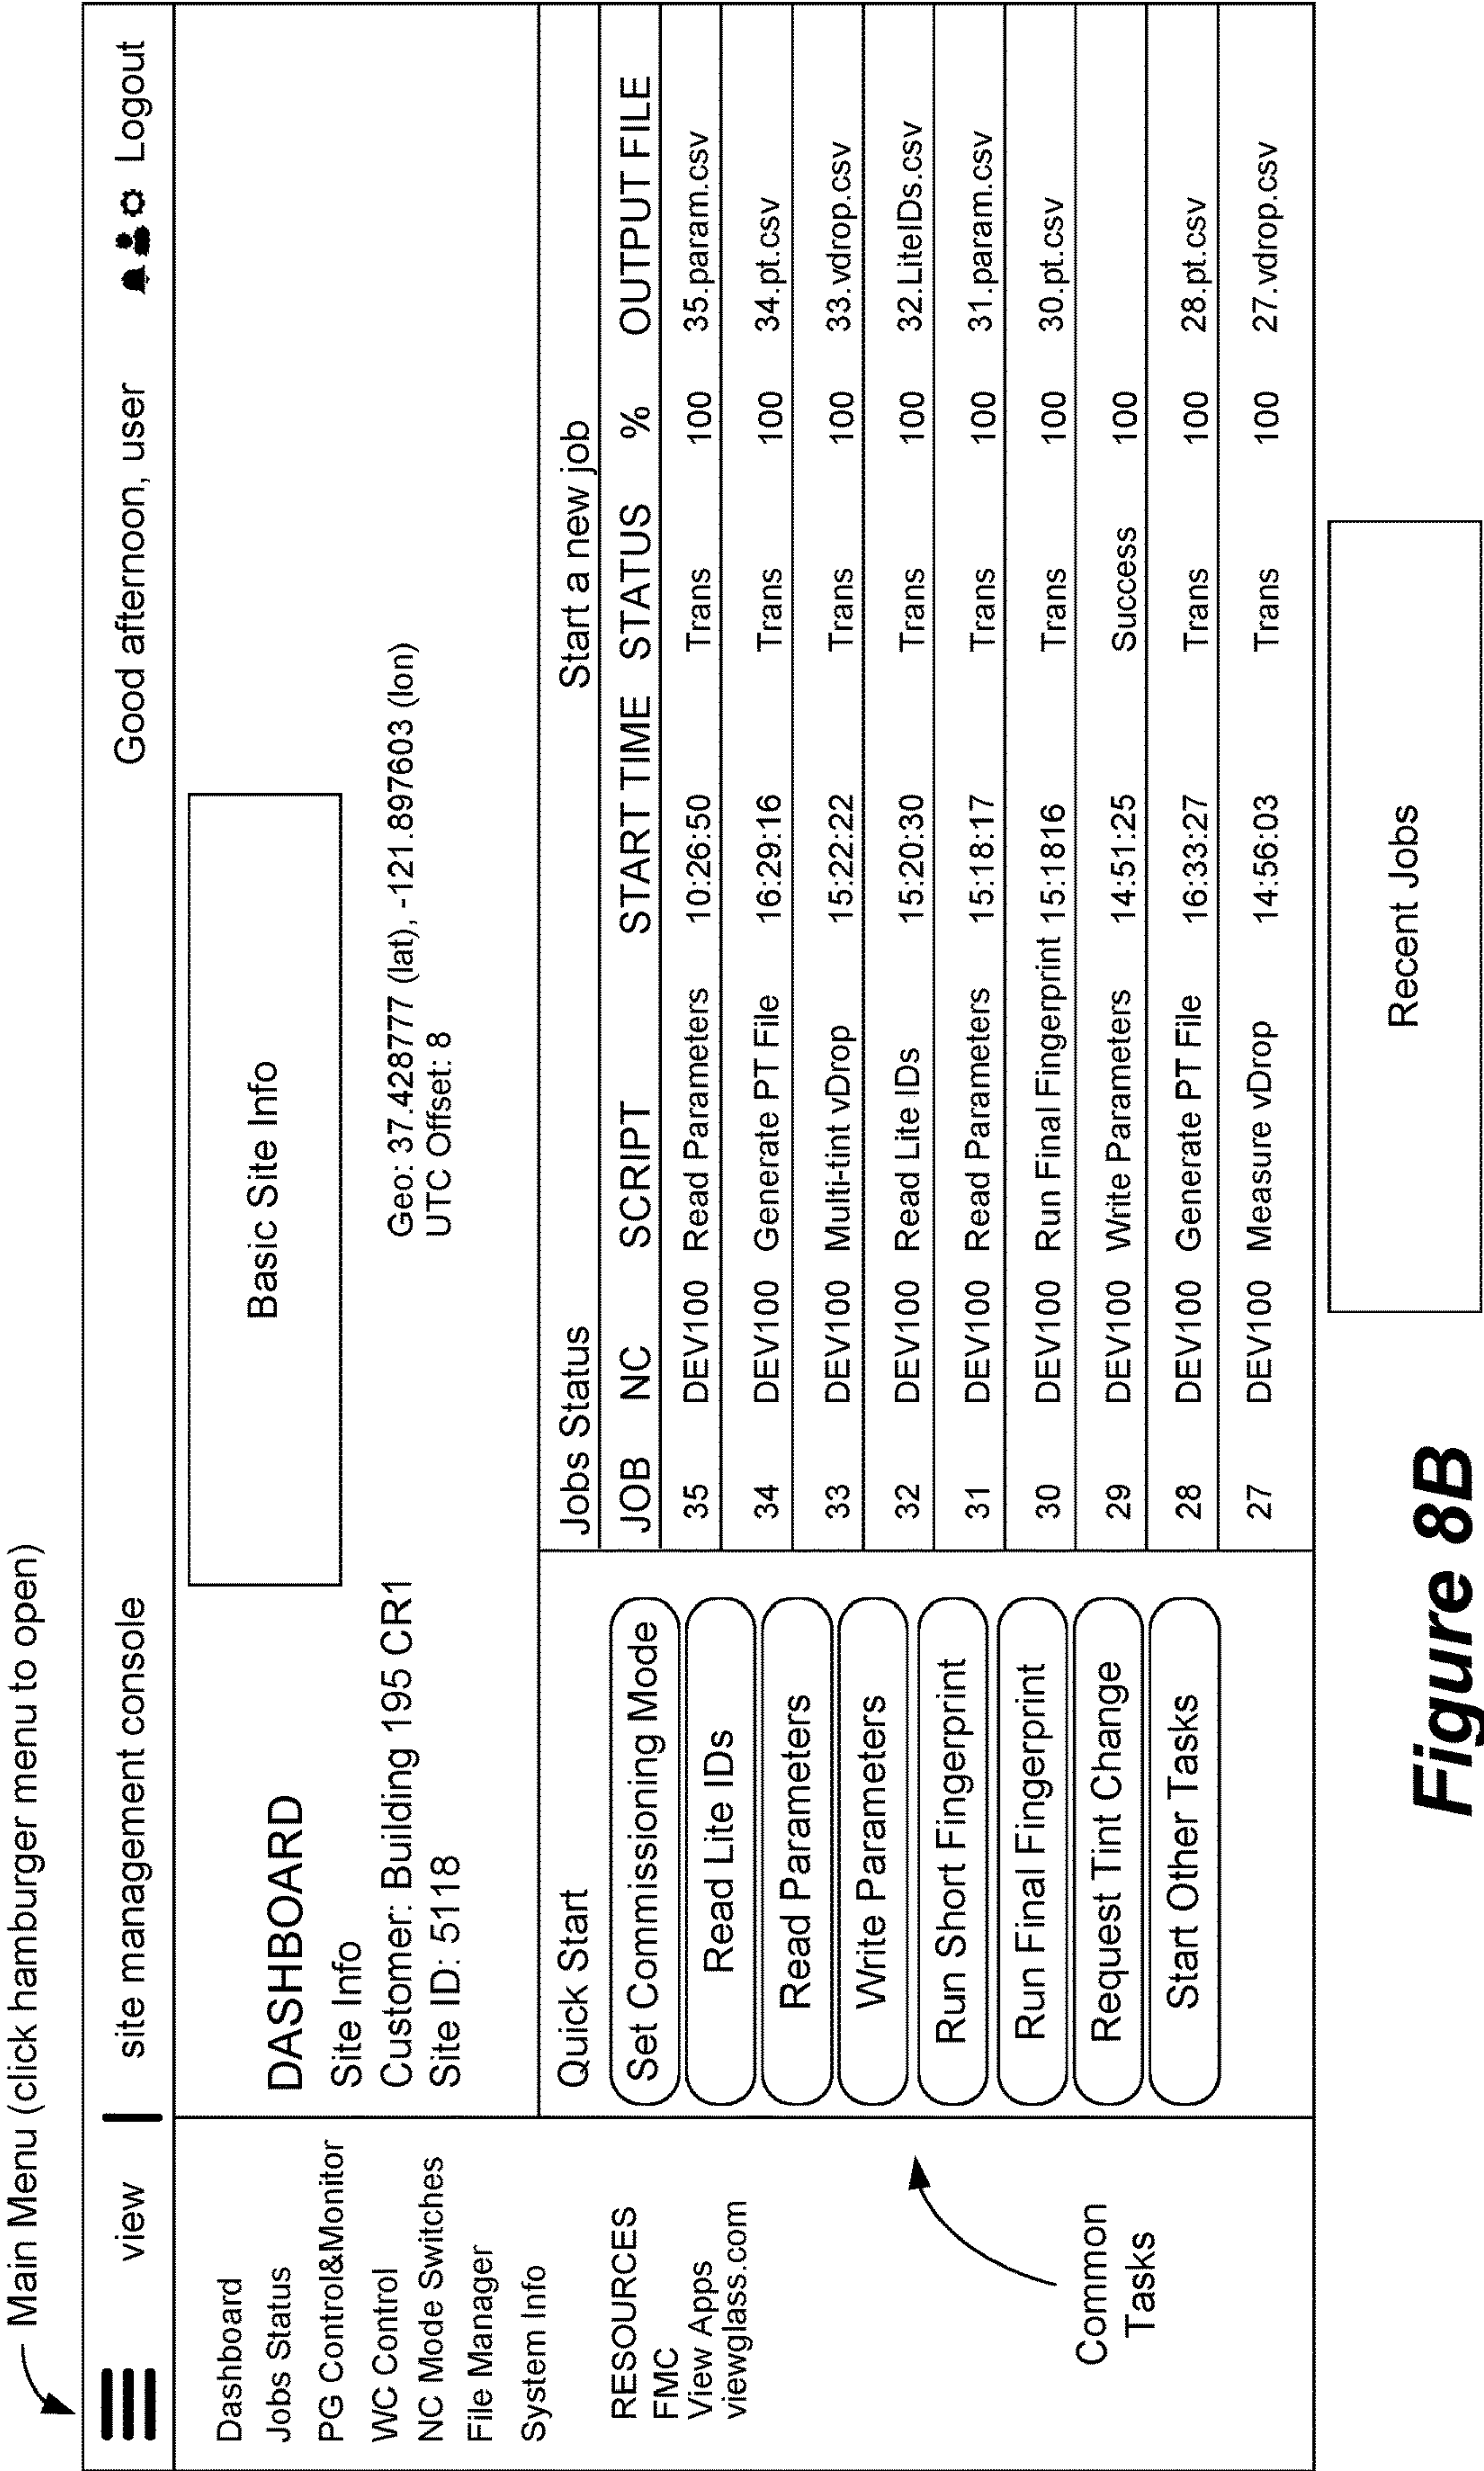 Main Menu (click hamburger menu to open)
view
site management console
Good afternoon, user
Logout
Dashboard
Jobs Status
PG Control&Monitor
WC Control
NC Mode Switches
File Manager
System Info
RESOURCES
FMC
View Apps
viewglass.com
Common
Tasks
DASHBOARD
Site Info
Customer: Building 195 CR1
Site ID: 5118
Basic Site Info
Geo: 37.428777 (lat), -121.897603 (lon)
UTC Offset: 8
Quick Start
Set Commissioning Mode
Read Lite IDs
Read Parameters
Write Parameters
Run Short Fingerprint
Run Final Fingerprint
Request Tint Change
Start Other Tasks
Jobs Status Start a new job
JOB NC SCRIPT START TIME STATUS % OUTPUT FILE
35 DEV100 Read Parameters 10:26:50 Trans 100 35.param.csv
34 DEV100 Generate PT File 16:29:16 Trans 100 34.pt.csv
33 DEV100 Multi-tint vDrop 15:22:22 Trans 100 33.vdrop.csv
32 DEV100 Read Lite IDs 15:20:30 Trans 100 32.LiteIDs.csv
31 DEV100 Read Parameters 15:18:17 Trans 100 31.param.csv
30 DEV100 Run Final Fingerprint 15:1816 Trans 100 30.pt.csv
29 DEV100 Write Parameters 14:51:25 Success 100
28 DEV100 Generate PT File 16:33:27 Trans 100 28.pt.csv
27 DEV100 Measure vDrop 14:56:03 Trans 100 27.vdrop.csv
Recent Jobs
Figure 8B